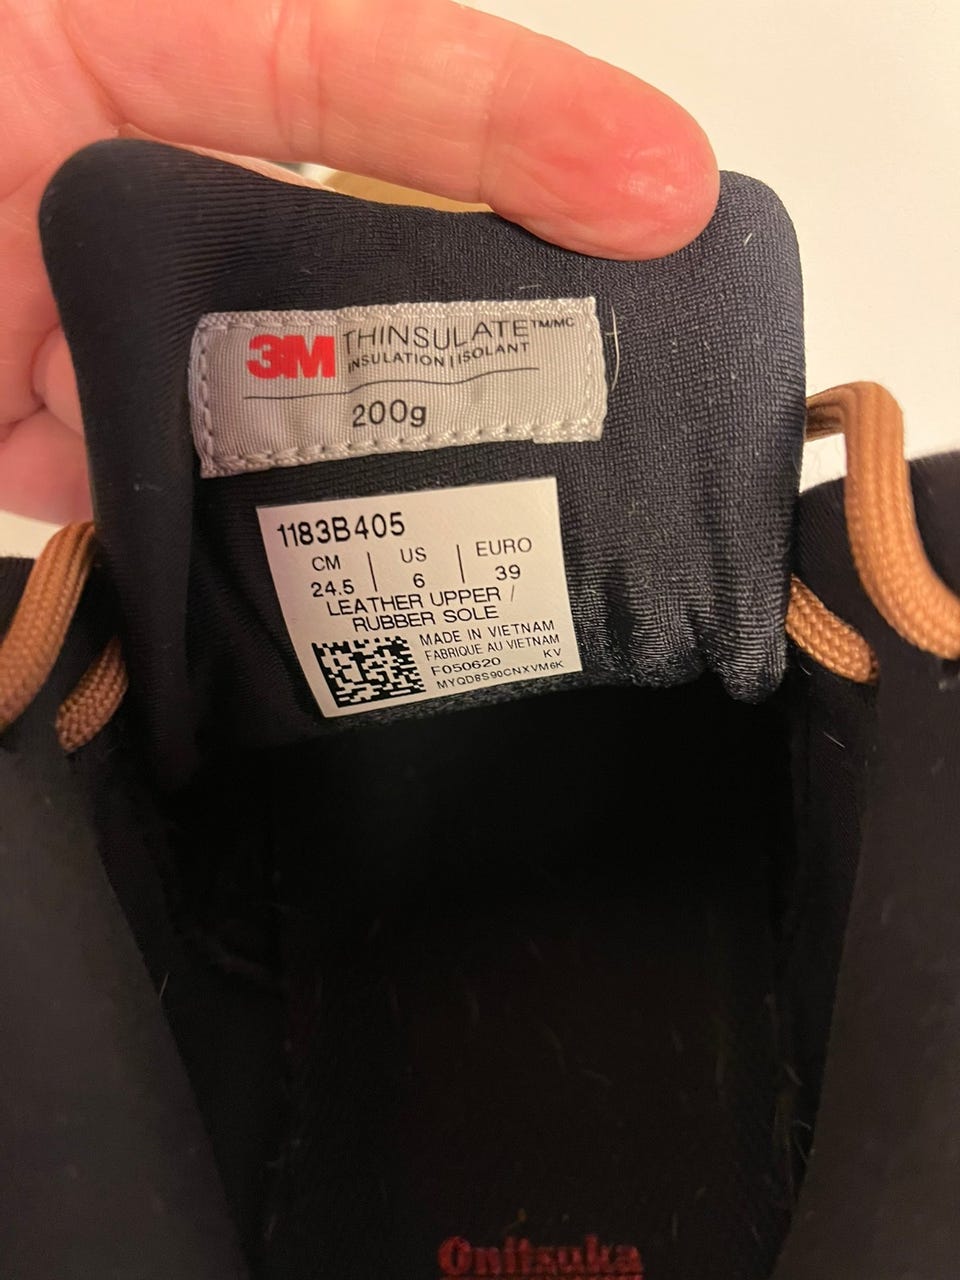 3M THINSULATE™/MC
INSULATION | ISOLANT
200g
1183B405
CM | US | EURO
24.5 | 6 | 39
LEATHER UPPER /
RUBBER SOLE
MADE IN VIETNAM
FABRIQUE AU VIETNAM
F050620 KV
MYQD8S90CNXVM6K
Onitsuka